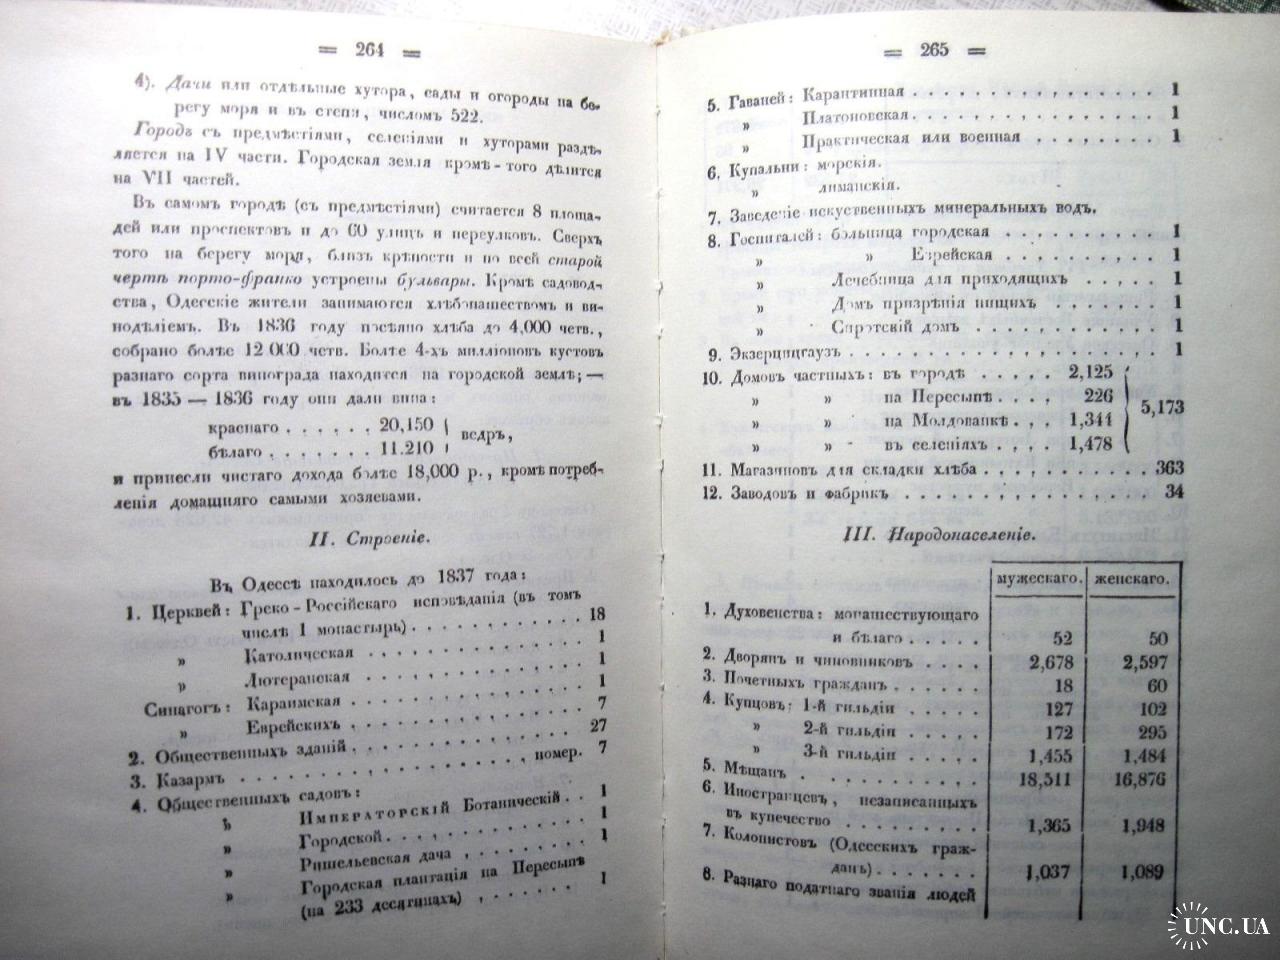 = 264 =
4). Дачи или отдѣльные хутора, сады и огороды на бе-
регу моря и въ степи, числомъ 522.
Городъ съ предмѣстіями, селеніями и хуторами раздѣ-
ляется на IV части. Городская земля кромѣ-того дѣлится
на VII частей.
Въ самомъ городѣ (съ предмѣстіями) считается 8 площа-
дей или проспектовъ и до 60 улицъ и переулковъ. Сверхъ
того на берегу моря, близъ крѣпости и по всей старой
чертѣ порто-франко устроены бульвары. Кромѣ садовод-
ства, Одесскіе жители занимаются хлѣбопашествомъ и ви-
нодѣліемъ. Въ 1836 году посѣяно хлѣба до 4,000 четв.,
собрано болѣе 12 000 четв. Болѣе 4-хъ милліоновъ кустовъ
разнаго сорта винограда находится на городской землѣ;—
въ 1835 — 1836 году они дали вина:
краснаго . . . . . . 20,150
бѣлаго . . . . . . . 11.210 } ведръ,
и принесли чистаго дохода болѣе 18,000 р., кромѣ потреб-
ленія домашняго самыми хозяевами.
II. Строеніе.
Въ Одессѣ находилось до 1837 года:
1. Церквей: Греко-Россійскаго исповѣданія (въ томъ
числѣ 1 монастырь) . . . . . . . . . 18
» Католическая . . . . . . . . . . 1
» Лютеранская . . . . . . . . . . 1
Синагогъ: Караимская . . . . . . . . . . 1
» Еврейскихъ . . . . . . . . . . 7
2. Общественныхъ зданій . . . . . . . . . . 27
3. Казармъ . . . . . . . . . . . . номер. 7
4. Общественныхъ садовъ:
» Императорскій Ботаническій . . 1
» Городской . . . . . . . . . . 1
» Ришельевская дача . . . . . . . 1
» Городская плантація на Пересыпѣ
(на 233 десятинахъ) . . . . . . 1
= 265 =
5. Гаваней: Карантинная . . . . . . . . . . . 1
» Платоновская . . . . . . . . . . . 1
» Практическая или военная . . . . . . 1
6. Купальни: морскія.
» лиманскія.
7. Заведеніе искуственныхъ минеральныхъ водъ.
8. Госпиталей: больница городская . . . . . . . 1
» » Еврейская . . . . . . . 1
» Лечебница для приходящихъ . . . . . 1
» Домъ призрѣнія нищихъ . . . . . . 1
» Сиротскій домъ . . . . . . . . . 1
9. Экзерцицгаузъ . . . . . . . . . . . . . . 1
10. Домовъ частныхъ: въ городѣ . . . . . 2,125
» » на Пересыпѣ . . . . 226
» » на Молдованкѣ . . . 1,344
» » въ селеніяхъ . . . . 1,478 } 5,173
11. Магазиновъ для складки хлѣба . . . . . . . . 363
12. Заводовъ и фабрикъ . . . . . . . . . . . . 34
III. Народонаселеніе.
мужескаго. женскаго.
1. Духовенства: монашествующаго
и бѣлаго . . . . . 52 50
2. Дворянъ и чиновниковъ . . . . 2,678 2,597
3. Почетныхъ гражданъ . . . . . . 18 60
4. Купцовъ: 1-й гильдіи . . . . . 127 102
» 2-й гильдіи . . . . . 172 295
» 3-й гильдіи . . . . . 1,455 1,484
5. Мѣщанъ . . . . . . . . . . 18,511 16,876
6. Иностранцевъ, незаписанныхъ
въ купечество . . . . . . . . 1,365 1,948
7. Колонистовъ (Одесскихъ граж-
данъ) . . . . . . . 1,037 1,089
8. Разнаго податнаго званія людей
UNC.UA